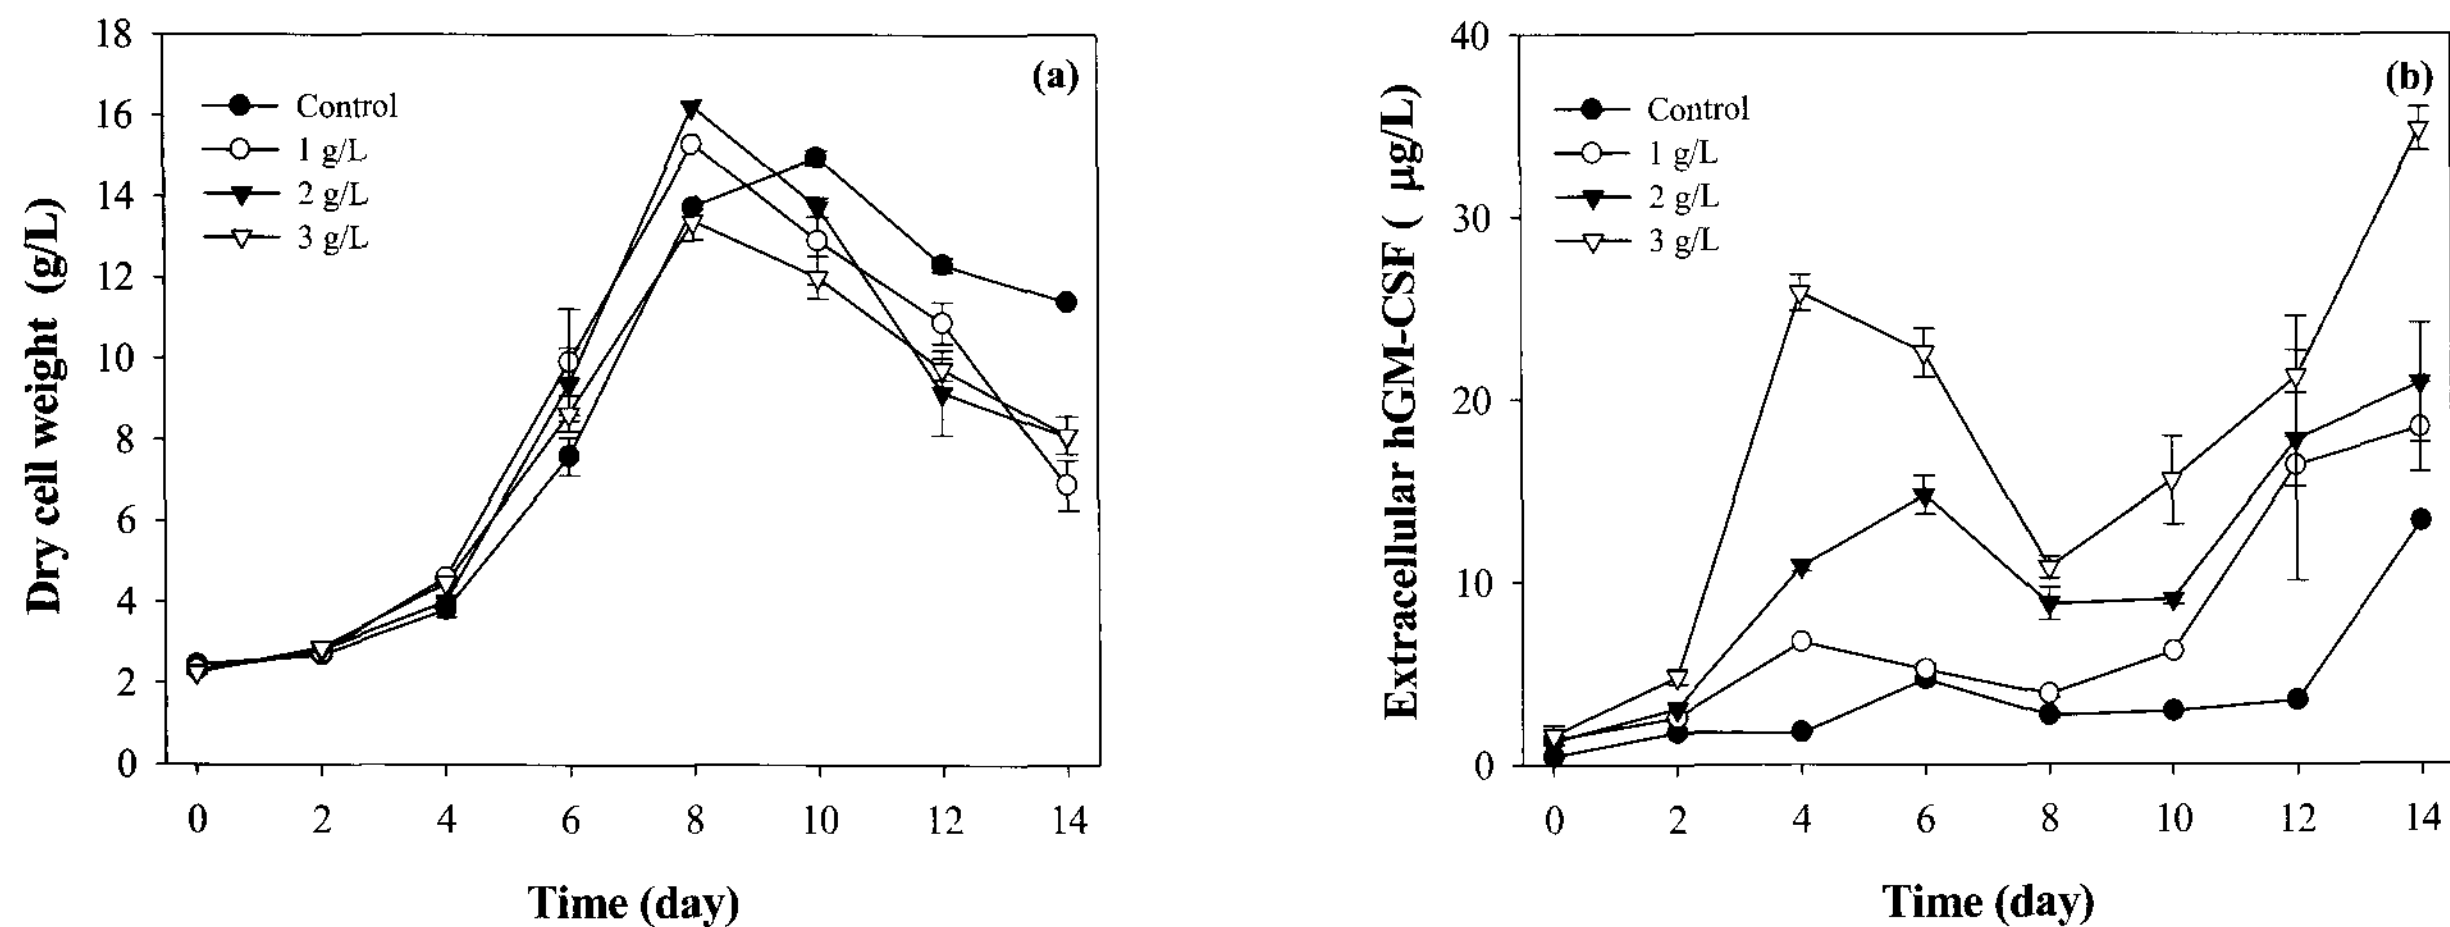 18
16
14
12
10
8
6
4
2
0
Dry cell weight (g/L)
(a)
Control
1 g/L
2 g/L
3 g/L
0 2 4 6 8 10 12 14
Time (day)
40
30
20
10
0
Extracellular hGM-CSF ( μg/L)
(b)
Control
1 g/L
2 g/L
3 g/L
0 2 4 6 8 10 12 14
Time (day)